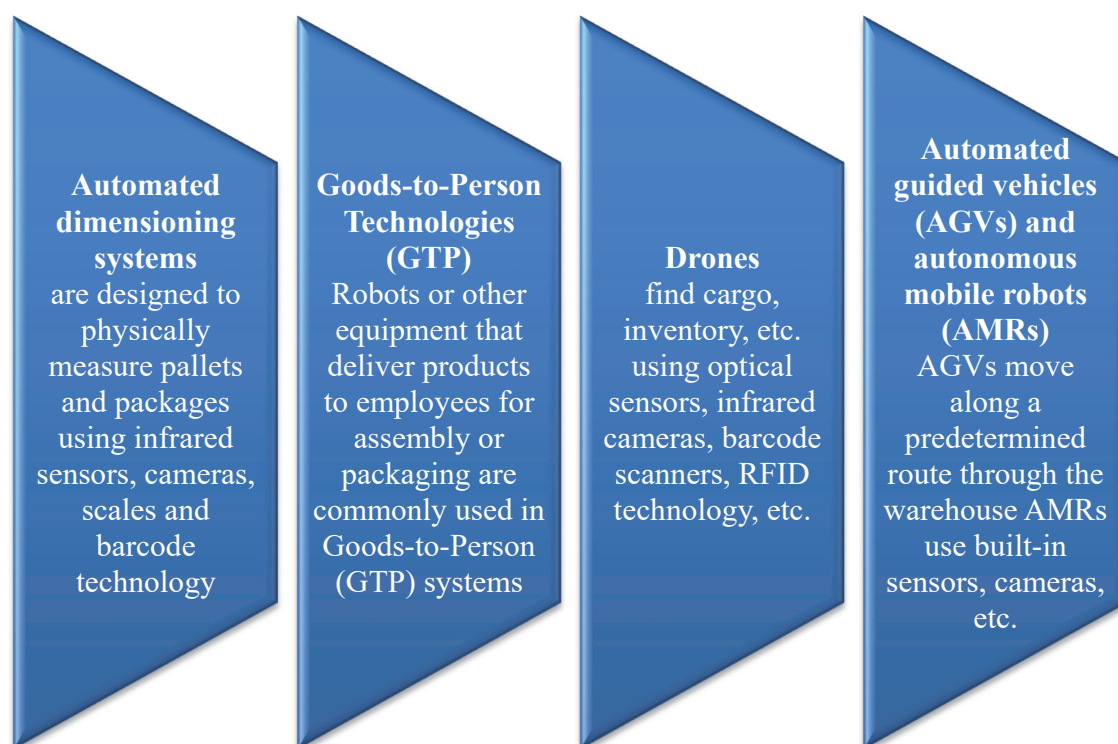 Automated
dimensioning
systems
are designed to
physically
measure pallets
and packages
using infrared
sensors, cameras,
scales and
barcode
technology
Goods-to-Person
Technologies
(GTP)
Robots or other
equipment that
deliver products
to employees for
assembly or
packaging are
commonly used in
Goods-to-Person
(GTP) systems
Drones
find cargo,
inventory, etc.
using optical
sensors, infrared
cameras, barcode
scanners, RFID
technology, etc.
Automated
guided vehicles
(AGVs) and
autonomous
mobile robots
(AMRs)
AGVs move
along a
predetermined
route through the
warehouse AMRs
use built-in
sensors, cameras,
etc.